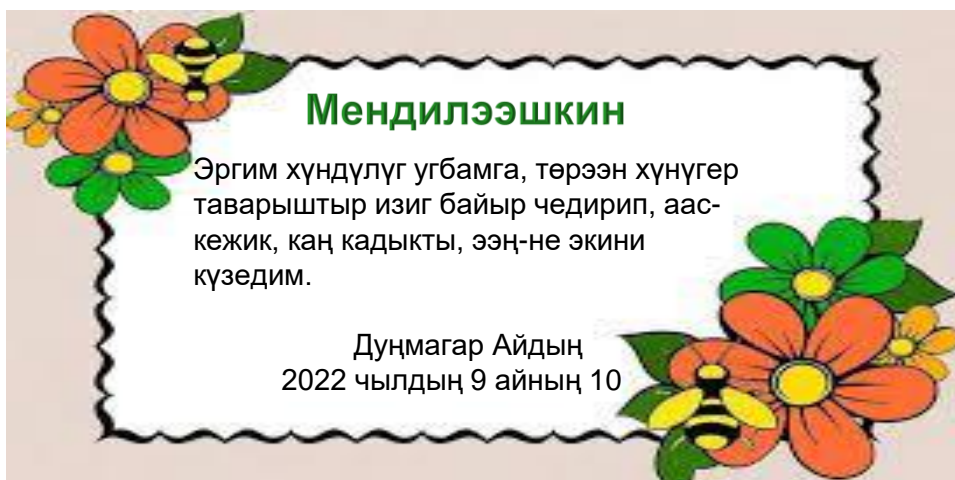 Мендилээшкин
Эргим хүндүлүг угбамга, төрээн хүнүгер
таварыштыр изиг байыр чедирип, аас-
кежик, каң кадыкты, ээң-не экини
күзедим.
Дуңмагар Айдың
2022 чылдың 9 айның 10